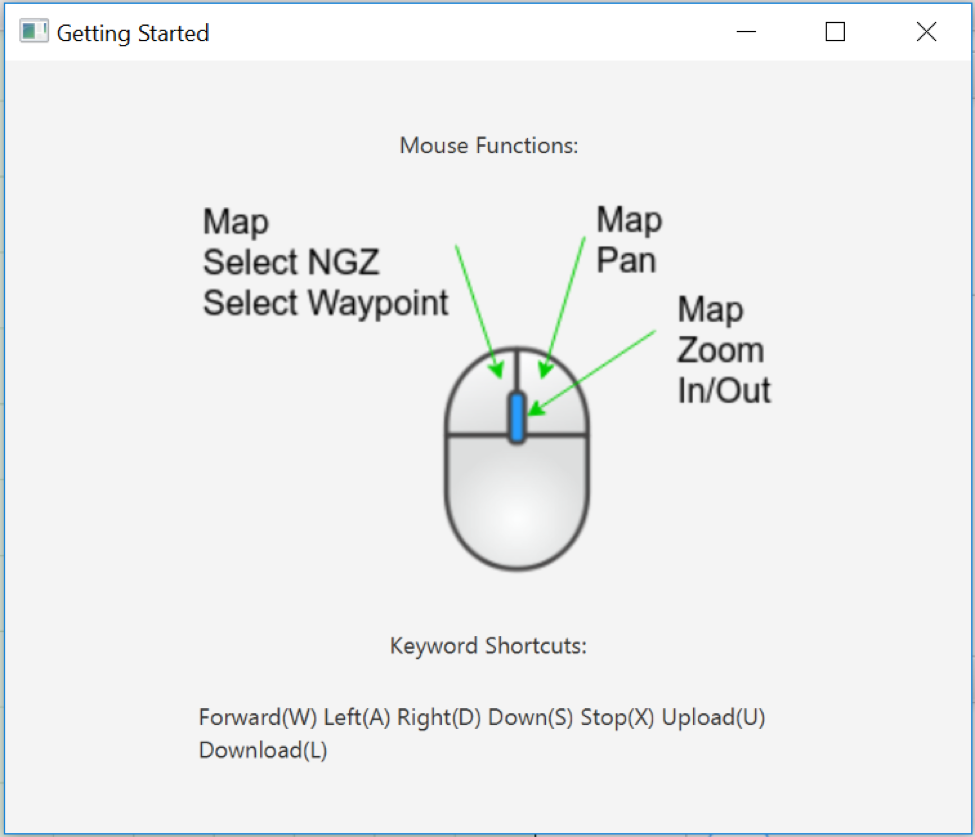 Getting Started
Mouse Functions:
Map
Select NGZ
Select Waypoint
Map
Pan
Map
Zoom
In/Out
Keyword Shortcuts:
Forward(W) Left(A) Right(D) Down(S) Stop(X) Upload(U)
Download(L)